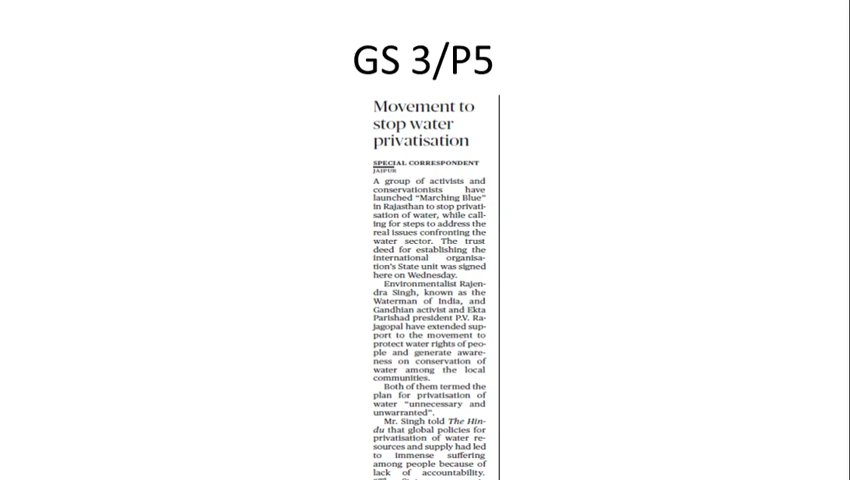 GS 3/P5
Movement to
stop water
privatisation
SPECIAL CORRESPONDENT
JAIPUR
A group of activists and
conservationists have
launched “Marching Blue”
in Rajasthan to stop privati-
sation of water, while call-
ing for steps to address the
real issues confronting the
water sector. The trust
deed for establishing the
international organisa-
tion's State unit was signed
here on Wednesday.
Environmentalist Rajen-
dra Singh, known as the
Waterman of India, and
Gandhian activist and Ekta
Parishad president P.V. Ra-
jagopal have extended sup-
port to the movement to
protect water rights of peo-
ple and generate aware-
ness on conservation of
water among the local
communities.
Both of them termed the
plan for privatisation of
water “unnecessary and
unwarranted”.
Mr. Singh told The Hin-
du that global policies for
privatisation of water re-
sources and supply had led
to immense suffering
among people because of
lack of accountability.